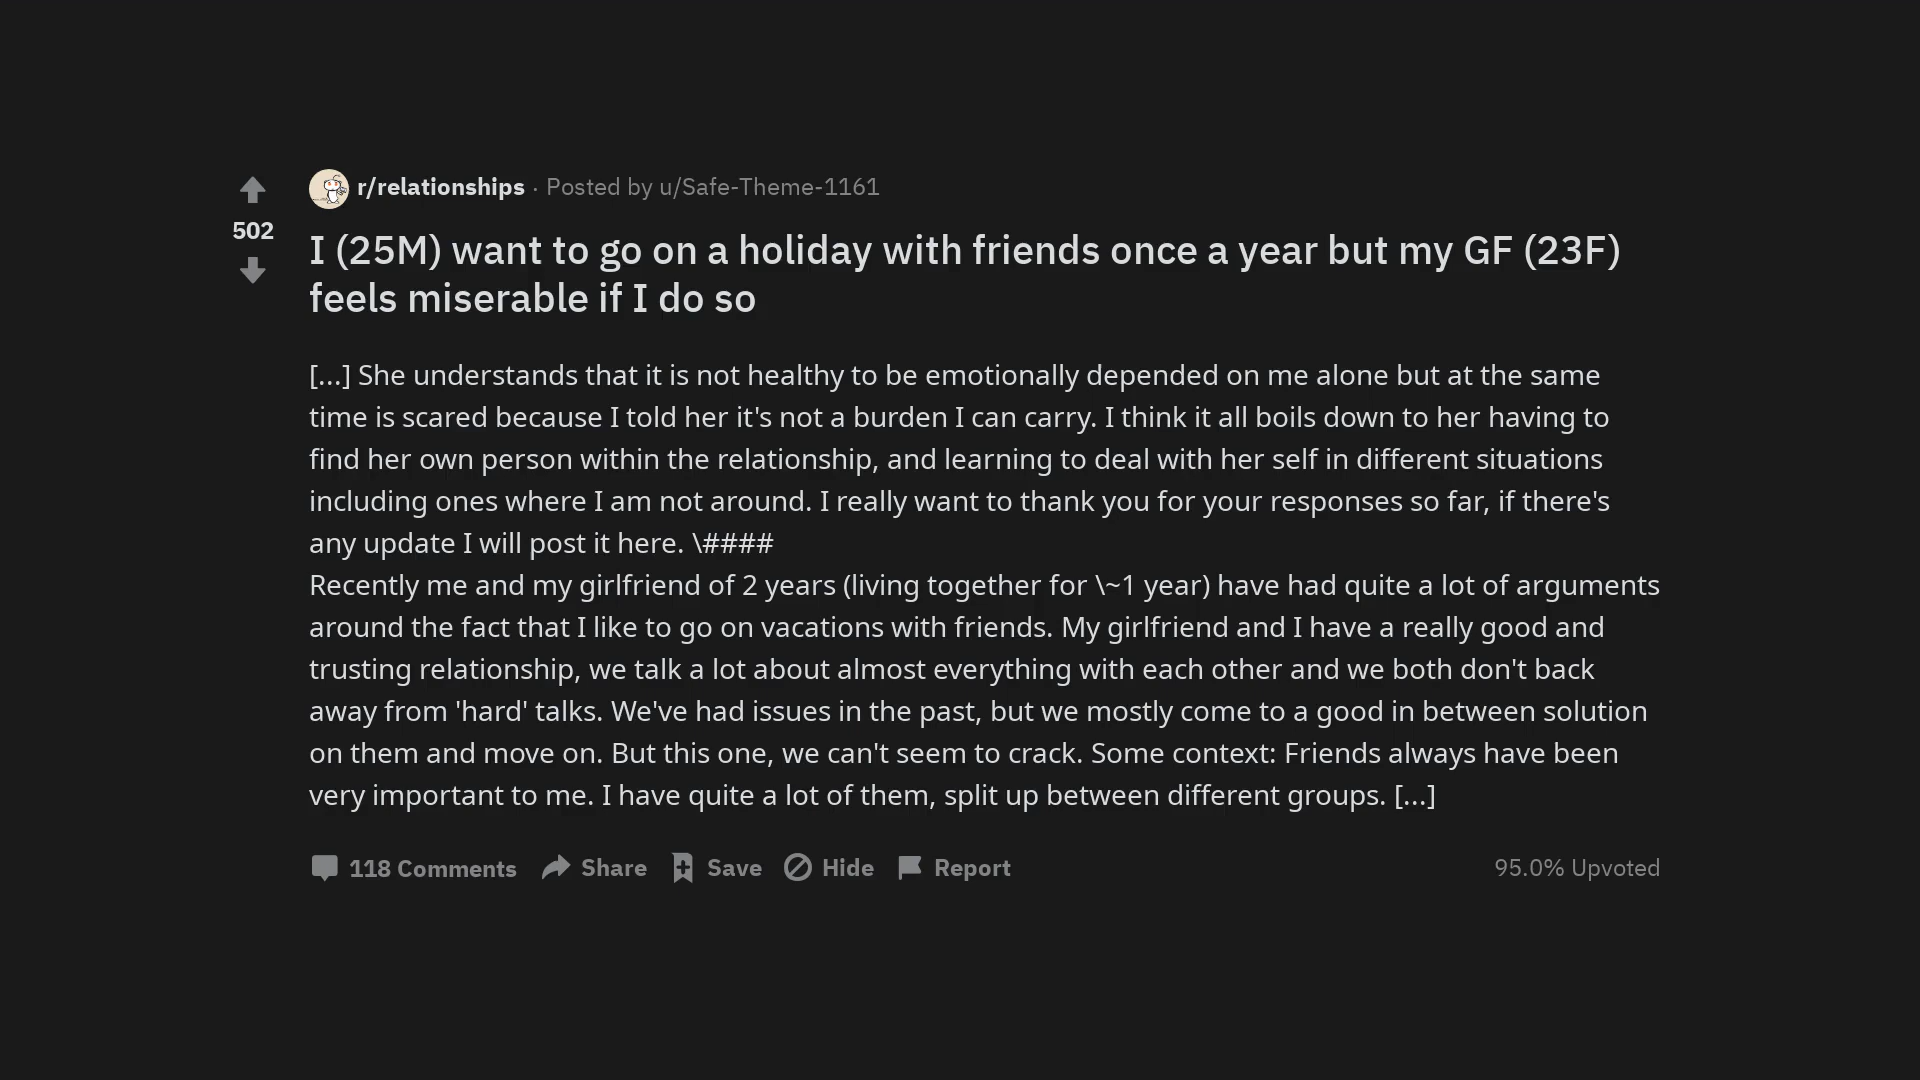 r/relationships · Posted by u/Safe-Theme-1161
502
I (25M) want to go on a holiday with friends once a year but my GF (23F)
feels miserable if I do so
[...] She understands that it is not healthy to be emotionally depended on me alone but at the same
time is scared because I told her it's not a burden I can carry. I think it all boils down to her having to
find her own person within the relationship, and learning to deal with her self in different situations
including ones where I am not around. I really want to thank you for your responses so far, if there's
any update I will post it here. \####
Recently me and my girlfriend of 2 years (living together for \~1 year) have had quite a lot of arguments
around the fact that I like to go on vacations with friends. My girlfriend and I have a really good and
trusting relationship, we talk a lot about almost everything with each other and we both don't back
away from 'hard' talks. We've had issues in the past, but we mostly come to a good in between solution
on them and move on. But this one, we can't seem to crack. Some context: Friends always have been
very important to me. I have quite a lot of them, split up between different groups. [...]
118 Comments Share Save Hide Report 95.0% Upvoted